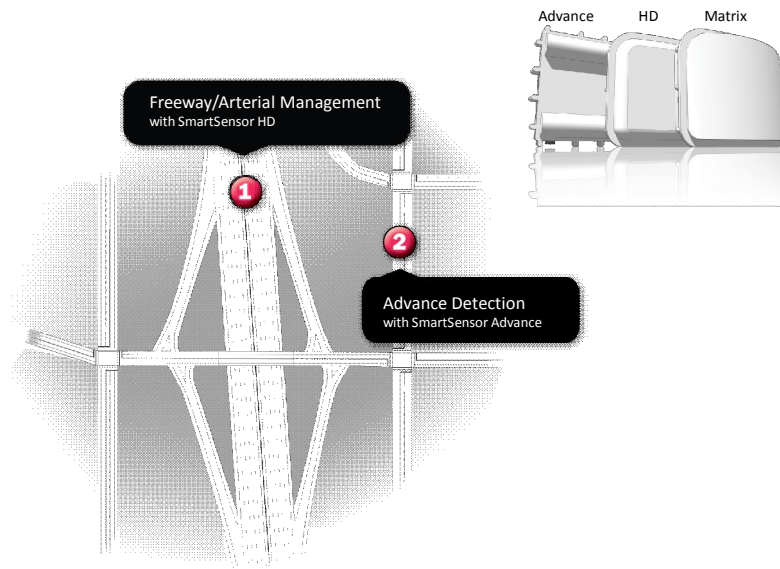 Advance HD Matrix
Freeway/Arterial Management
with SmartSensor HD
1
2
Advance Detection
with SmartSensor Advance